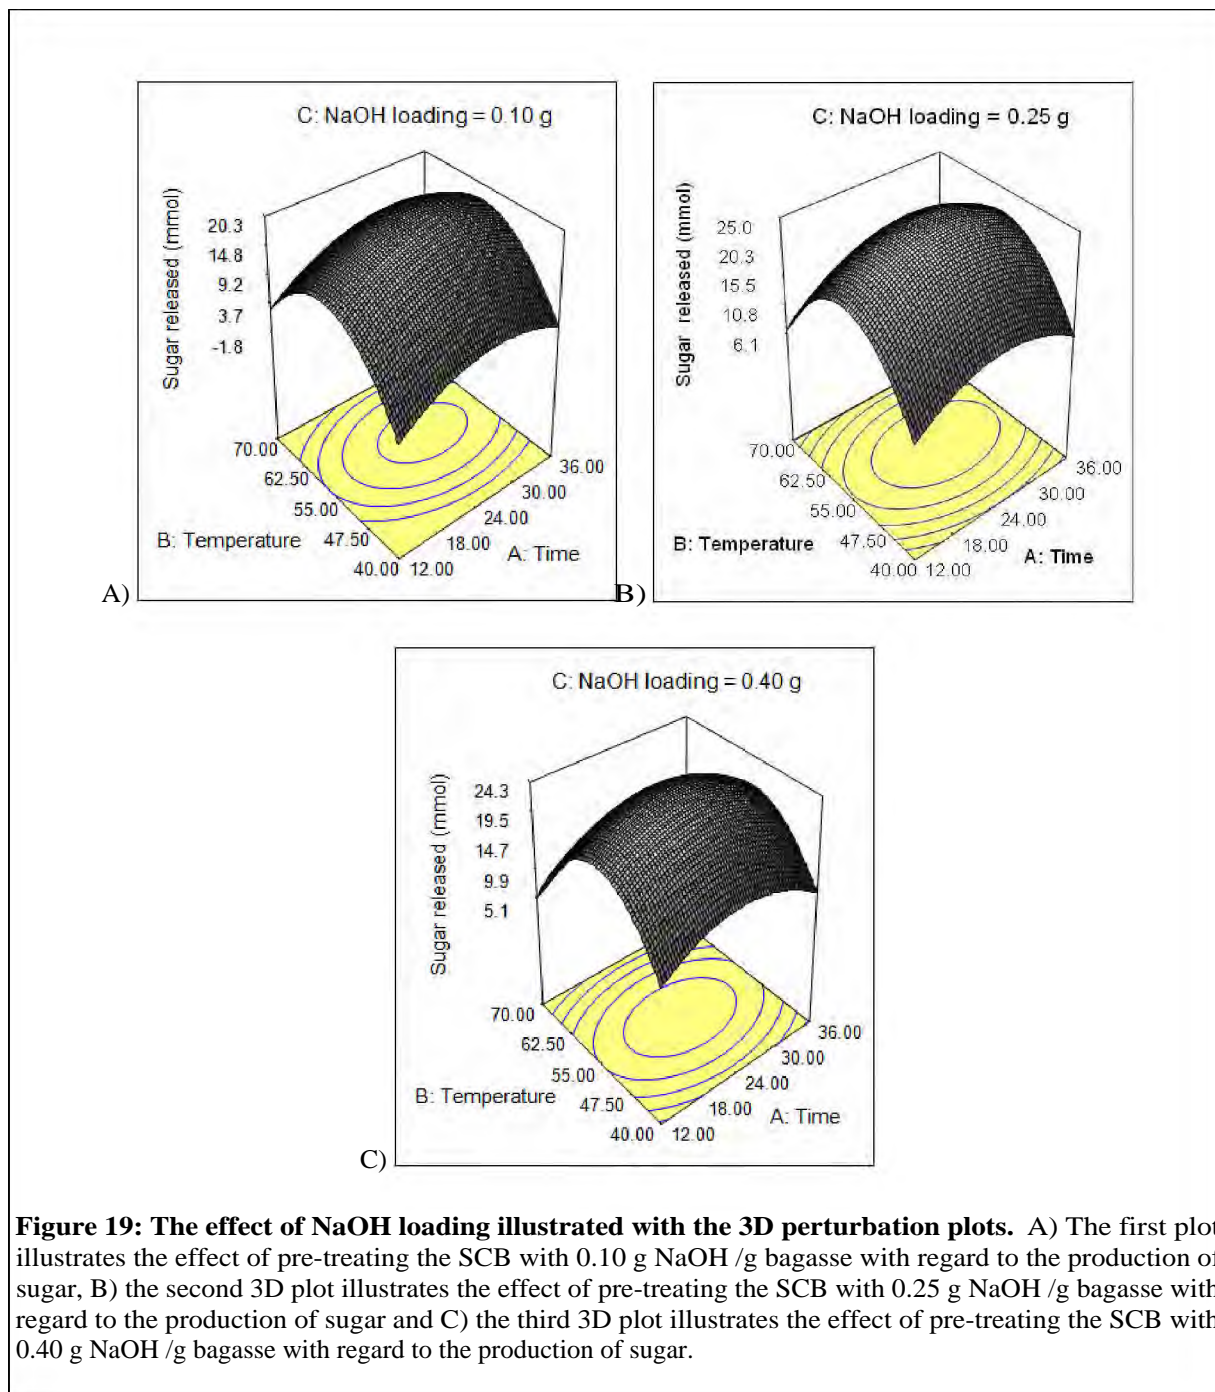 C: NaOH loading = 0.10 g
Sugar released (mmol)
20.3
14.8
9.2
3.7
-1.8
70.00
62.50
55.00
47.50
40.00
B: Temperature
36.00
30.00
24.00
18.00
12.00
A: Time
A)
C: NaOH loading = 0.25 g
Sugar released (mmol)
25.0
20.3
15.5
10.8
6.1
70.00
62.50
55.00
47.50
40.00
B: Temperature
36.00
30.00
24.00
18.00
12.00
A: Time
B)
C: NaOH loading = 0.40 g
Sugar released (mmol)
24.3
19.5
14.7
9.9
5.1
70.00
62.50
55.00
47.50
40.00
B: Temperature
36.00
30.00
24.00
18.00
12.00
A: Time
C)
Figure 19: The effect of NaOH loading illustrated with the 3D perturbation plots. A) The first plot
illustrates the effect of pre-treating the SCB with 0.10 g NaOH /g bagasse with regard to the production of
sugar, B) the second 3D plot illustrates the effect of pre-treating the SCB with 0.25 g NaOH /g bagasse with
regard to the production of sugar and C) the third 3D plot illustrates the effect of pre-treating the SCB with
0.40 g NaOH /g bagasse with regard to the production of sugar.